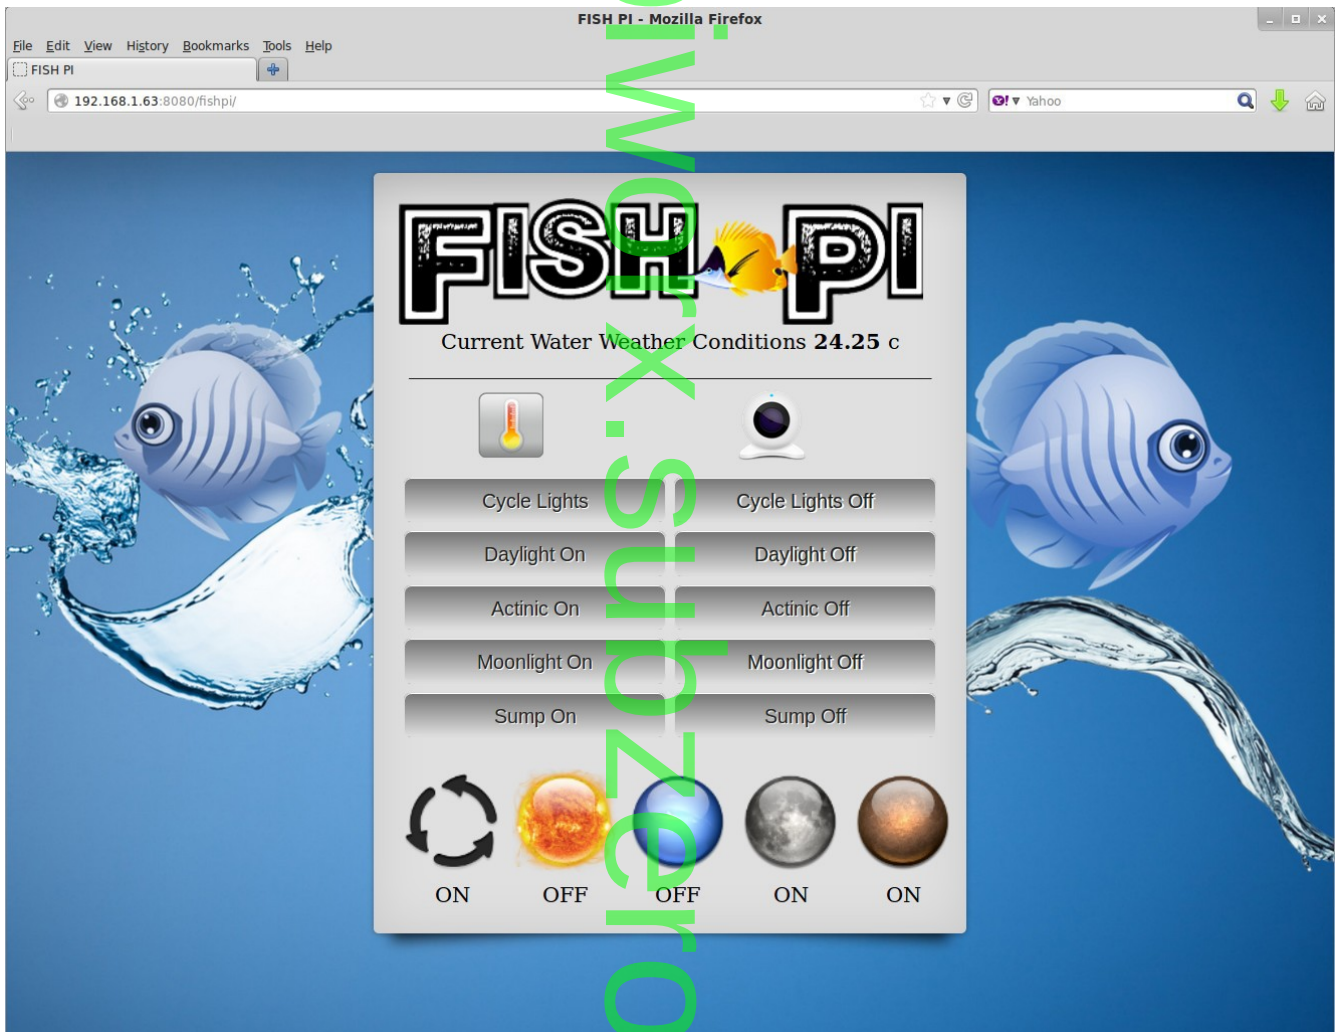 FISH PI - Mozilla Firefox
File Edit View History Bookmarks Tools Help
FISH PI
192.168.1.63:8080/fishpi/
Y! Yahoo
FISH PI
Current Water Weather Conditions 24.25 c
Cycle Lights Cycle Lights Off
Daylight On Daylight Off
Actinic On Actinic Off
Moonlight On Moonlight Off
Sump On Sump Off
ON OFF OFF ON ON
iworx.subzero